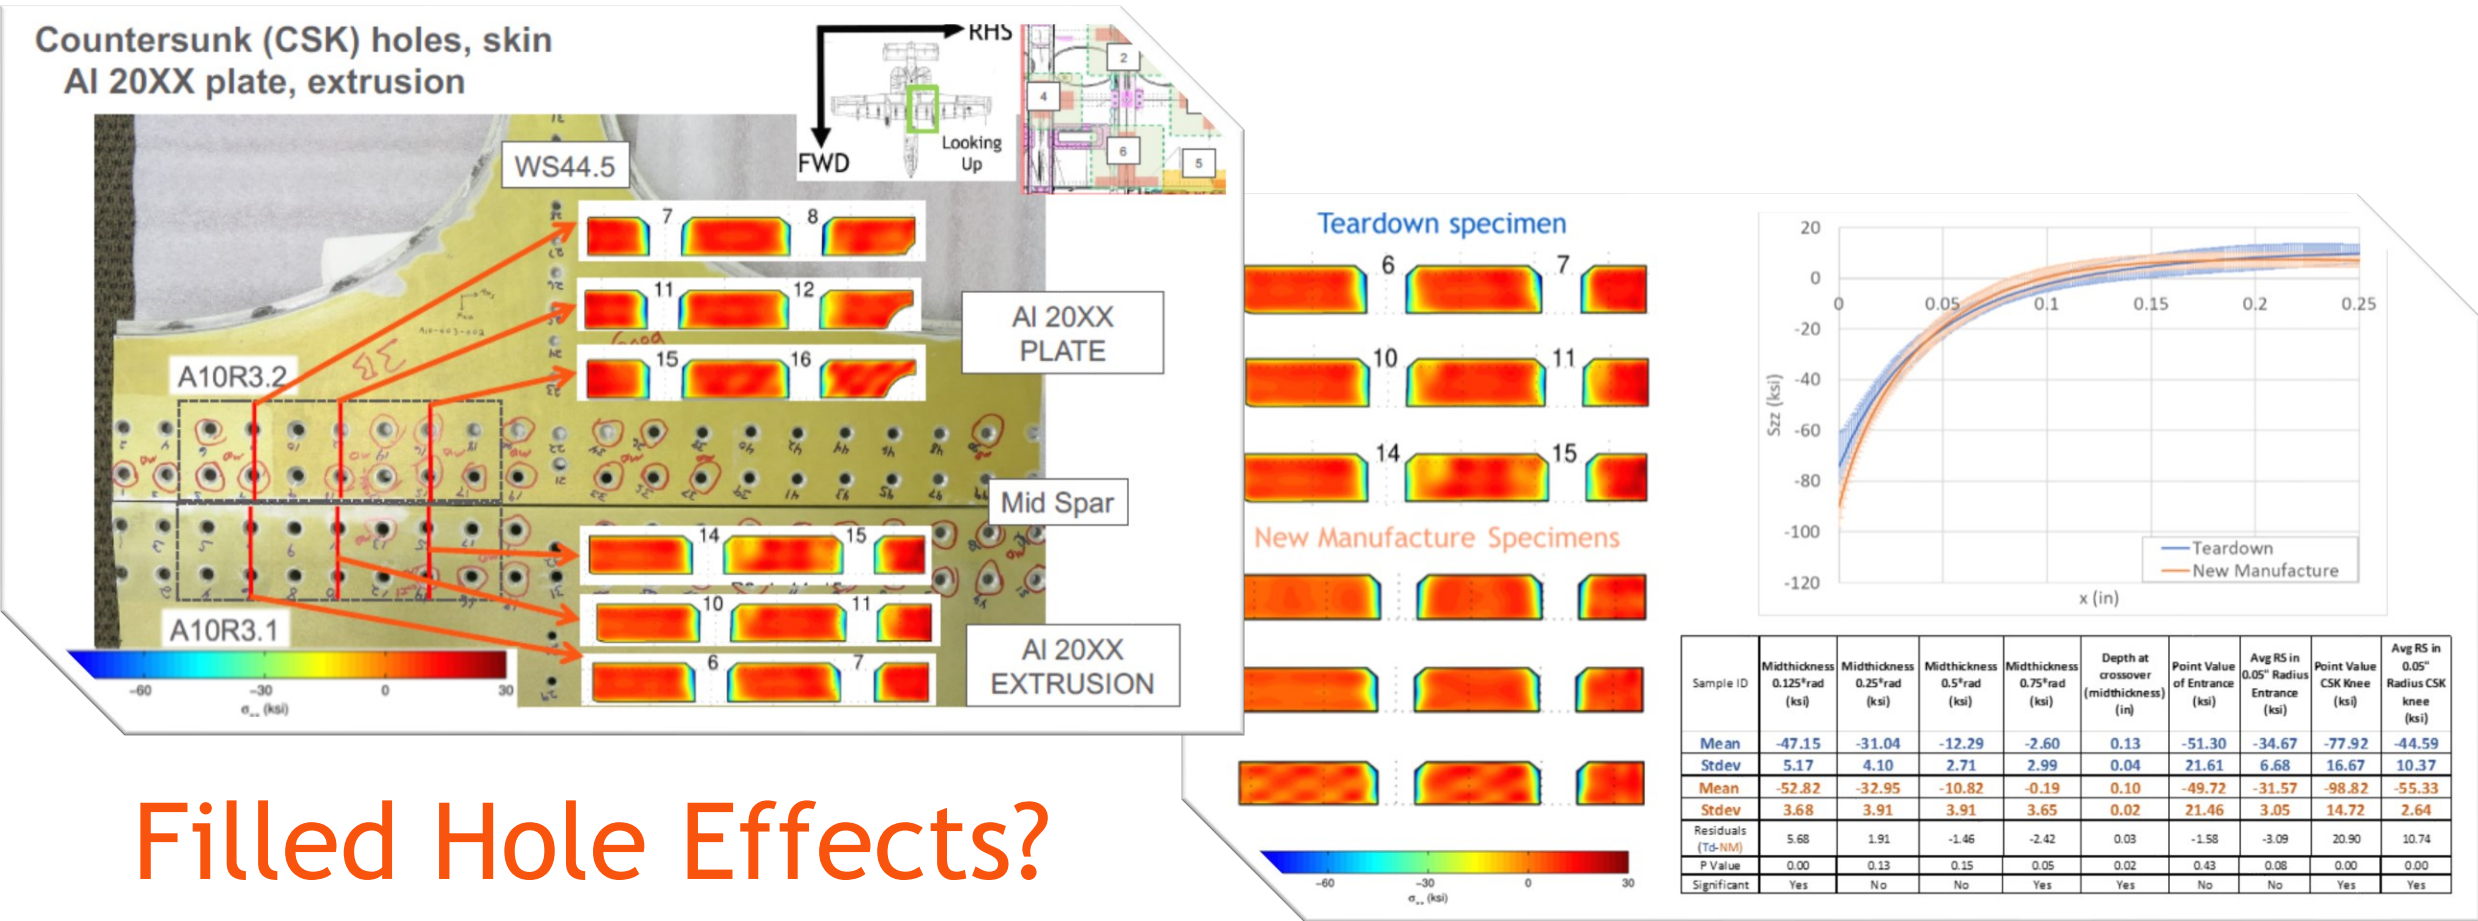 Countersunk (CSK) holes, skin
Al 20XX plate, extrusion
RHS
FWD
Looking
Up
2
4
6
5
WS44.5
7 8
11 12
15 16
Al 20XX
PLATE
A10R3.2
Mid Spar
14 15
10 11
6 7
A10R3.1
Al 20XX
EXTRUSION
-60 -30 0 30
(ksi)
Filled Hole Effects?
Teardown specimen
6 7
10 11
14 15
New Manufacture Specimens
-60 -30 0 30
(ksi)
20
0
-20
-40
-60
-80
-100
-120
0 0.05 0.1 0.15 0.2 0.25
Szz (ksi)
x (in)
Teardown
New Manufacture
Sample ID
Midthickness 0.125*rad (ksi)
Midthickness 0.25*rad (ksi)
Midthickness 0.5*rad (ksi)
Midthickness 0.75*rad (ksi)
Depth at crossover (midthickness) (in)
Point Value of Entrance (ksi)
Avg RS in 0.05" Radius Entrance (ksi)
Point Value CSK Knee (ksi)
Avg RS in 0.05" Radius CSK knee (ksi)
Mean -47.15 -31.04 -12.29 -2.60 0.13 -51.30 -34.67 -77.92 -44.59
Stdev 5.17 4.10 2.71 2.99 0.04 21.61 6.68 16.67 10.37
Mean -52.82 -32.95 -10.82 -0.19 0.10 -49.72 -31.57 -98.82 -55.33
Stdev 3.68 3.91 3.91 3.65 0.02 21.46 3.05 14.72 2.64
Residuals (Td-NM) 5.68 1.91 -1.46 -2.42 0.03 -1.58 -3.09 20.90 10.74
P Value 0.00 0.13 0.15 0.05 0.02 0.43 0.08 0.00 0.00
Significant Yes No No Yes Yes No No Yes Yes